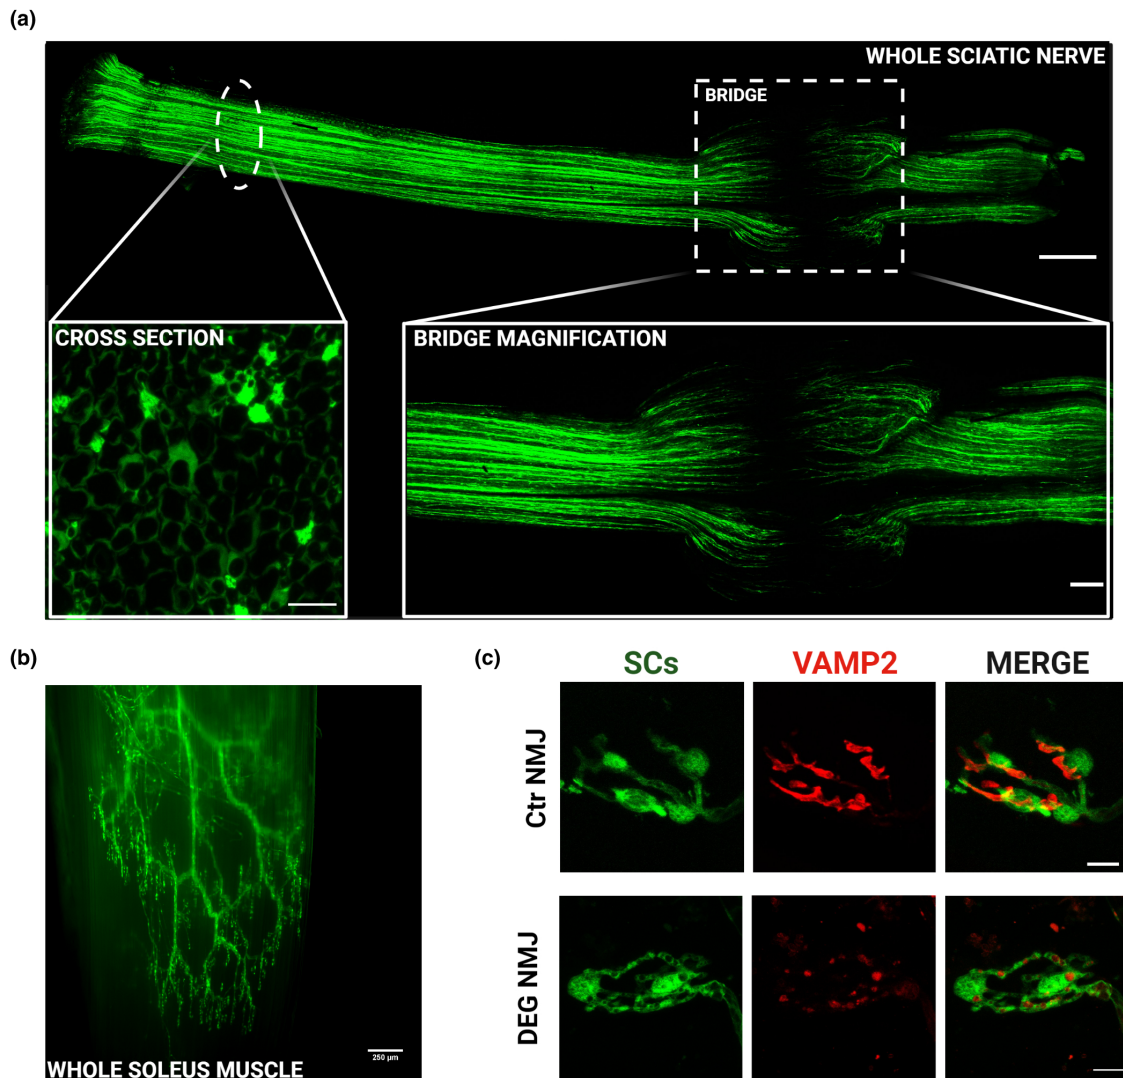 (a)
WHOLE SCIATIC NERVE
BRIDGE
CROSS SECTION
BRIDGE MAGNIFICATION
(b)
WHOLE SOLEUS MUSCLE
250 µm
(c)
SCs
VAMP2
MERGE
Ctr NMJ
DEG NMJ